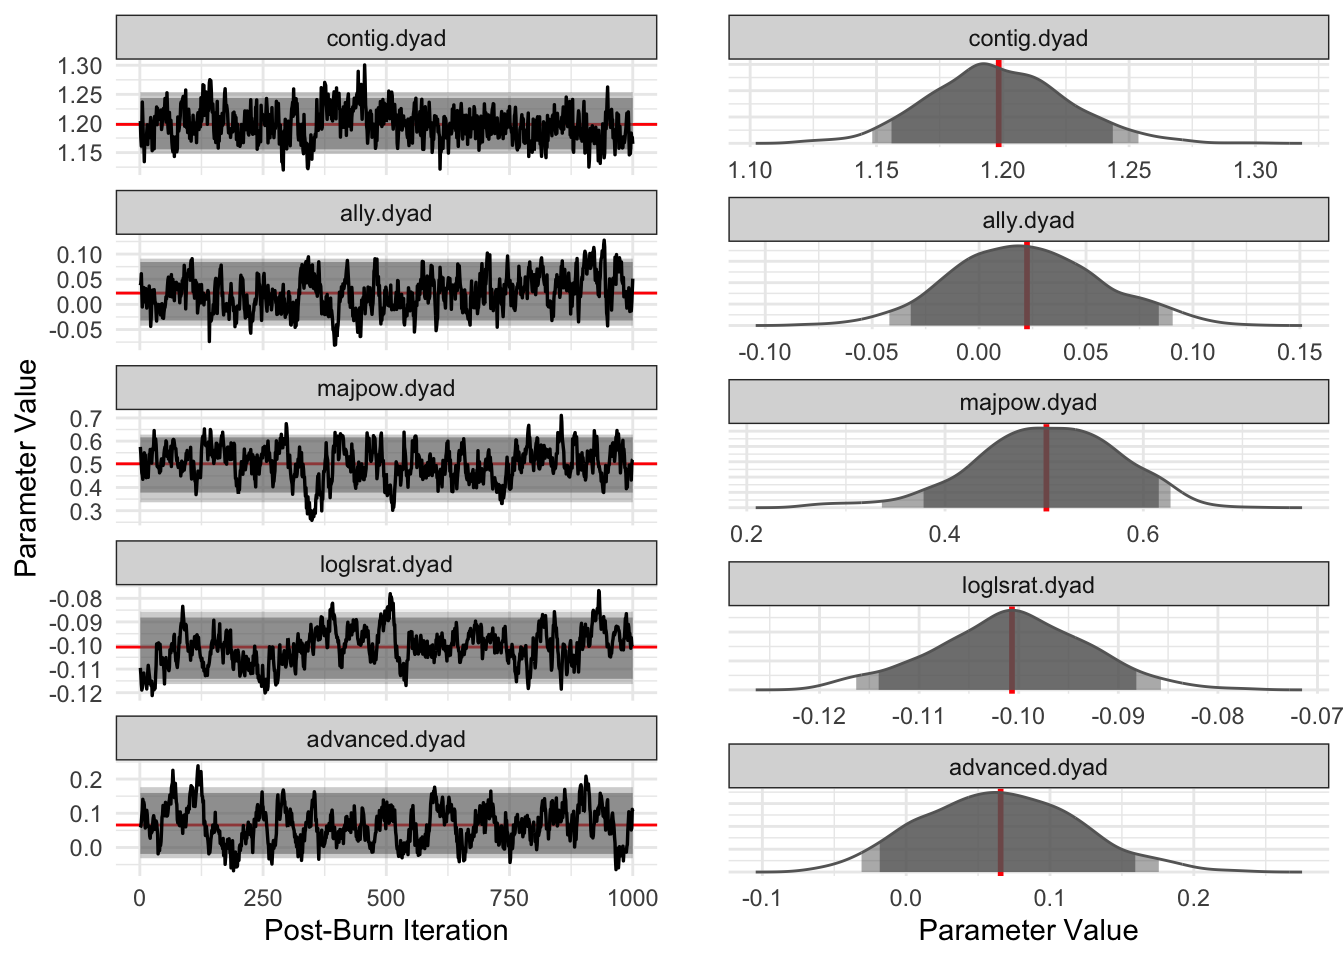 contig.dyad
1.30
1.25
1.20
1.15
ally.dyad
0.10
0.05
0.00
-0.05
majpow.dyad
0.7
0.6
0.5
0.4
0.3
loglsrat.dyad
-0.08
-0.09
-0.10
-0.11
-0.12
advanced.dyad
0.2
0.1
0.0
0 250 500 750 1000
Post-Burn Iteration
Parameter Value
contig.dyad
1.10 1.15 1.20 1.25 1.30
ally.dyad
-0.10 -0.05 0.00 0.05 0.10 0.15
majpow.dyad
0.2 0.4 0.6
loglsrat.dyad
-0.12 -0.11 -0.10 -0.09 -0.08 -0.07
advanced.dyad
-0.1 0.0 0.1 0.2
Parameter Value